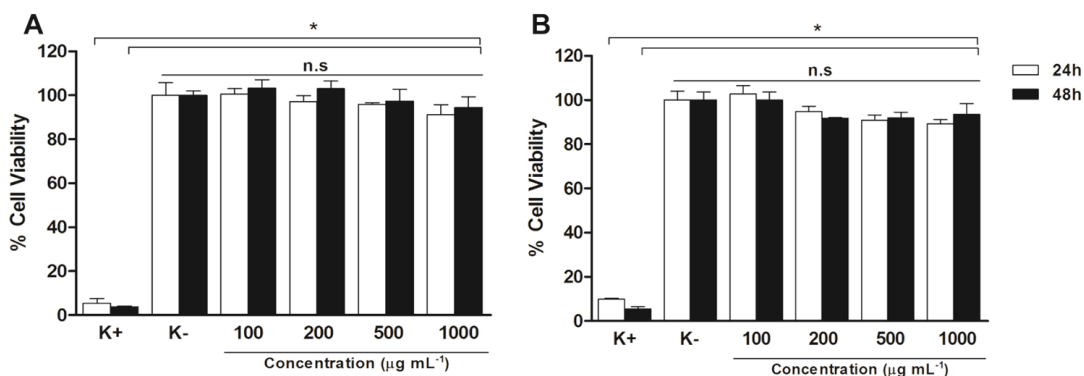 A
*
n.s
120
100
80
60
40
20
0
% Cell Viability
K+ K- 100 200 500 1000
Concentration (µg mL⁻¹)
B
*
n.s
120
100
80
60
40
20
0
% Cell Viability
K+ K- 100 200 500 1000
Concentration (µg mL⁻¹)
24h
48h